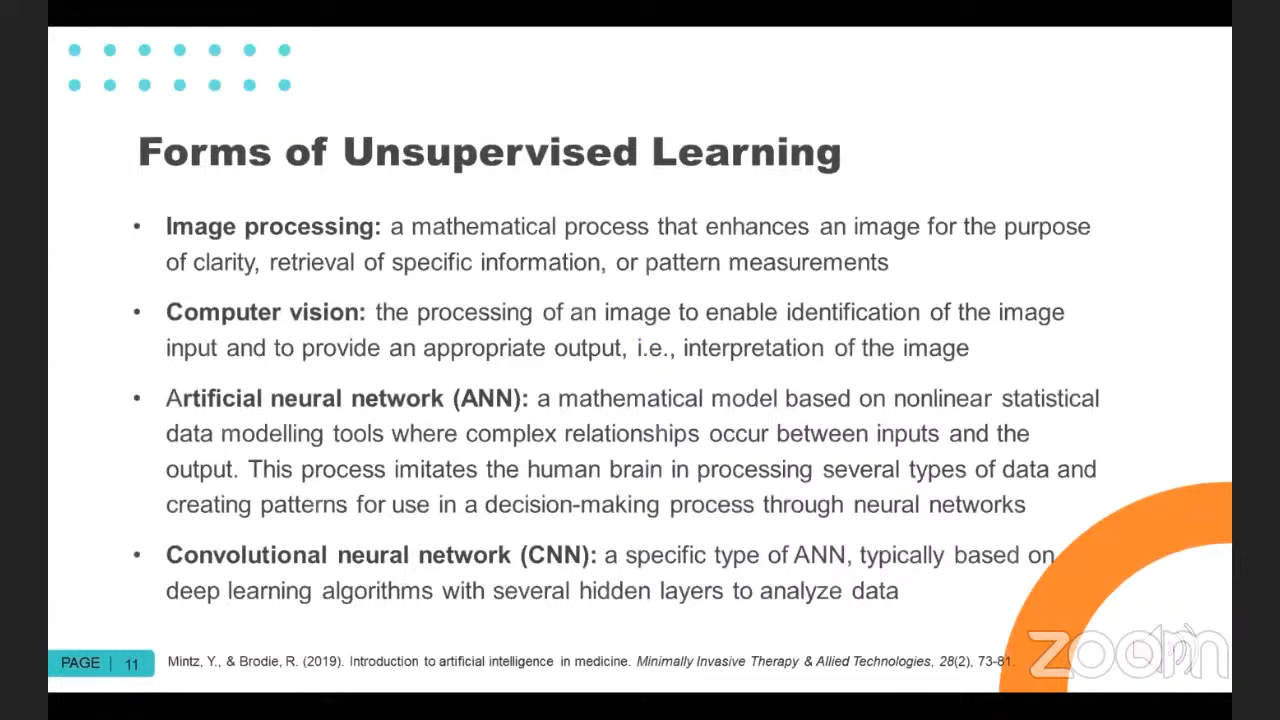 Forms of Unsupervised Learning
• Image processing: a mathematical process that enhances an image for the purpose
of clarity, retrieval of specific information, or pattern measurements
• Computer vision: the processing of an image to enable identification of the image
input and to provide an appropriate output, i.e., interpretation of the image
• Artificial neural network (ANN): a mathematical model based on nonlinear statistical
data modelling tools where complex relationships occur between inputs and the
output. This process imitates the human brain in processing several types of data and
creating patterns for use in a decision-making process through neural networks
• Convolutional neural network (CNN): a specific type of ANN, typically based on
deep learning algorithms with several hidden layers to analyze data
PAGE | 11
Mintz, Y., & Brodie, R. (2019). Introduction to artificial intelligence in medicine. Minimally Invasive Therapy & Allied Technologies, 28(2), 73-81.
zoom